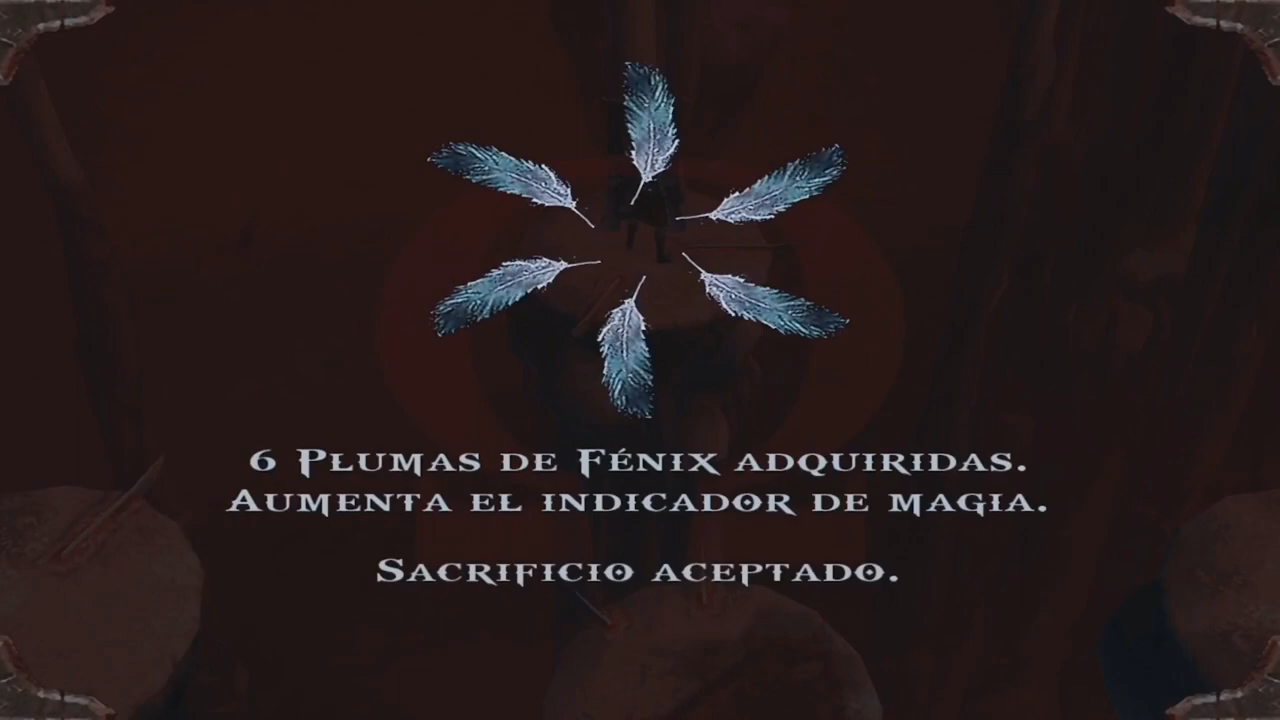 6 Plumas de Fénix adquiridas.
Aumenta el indicador de magia.
Sacrificio aceptado.